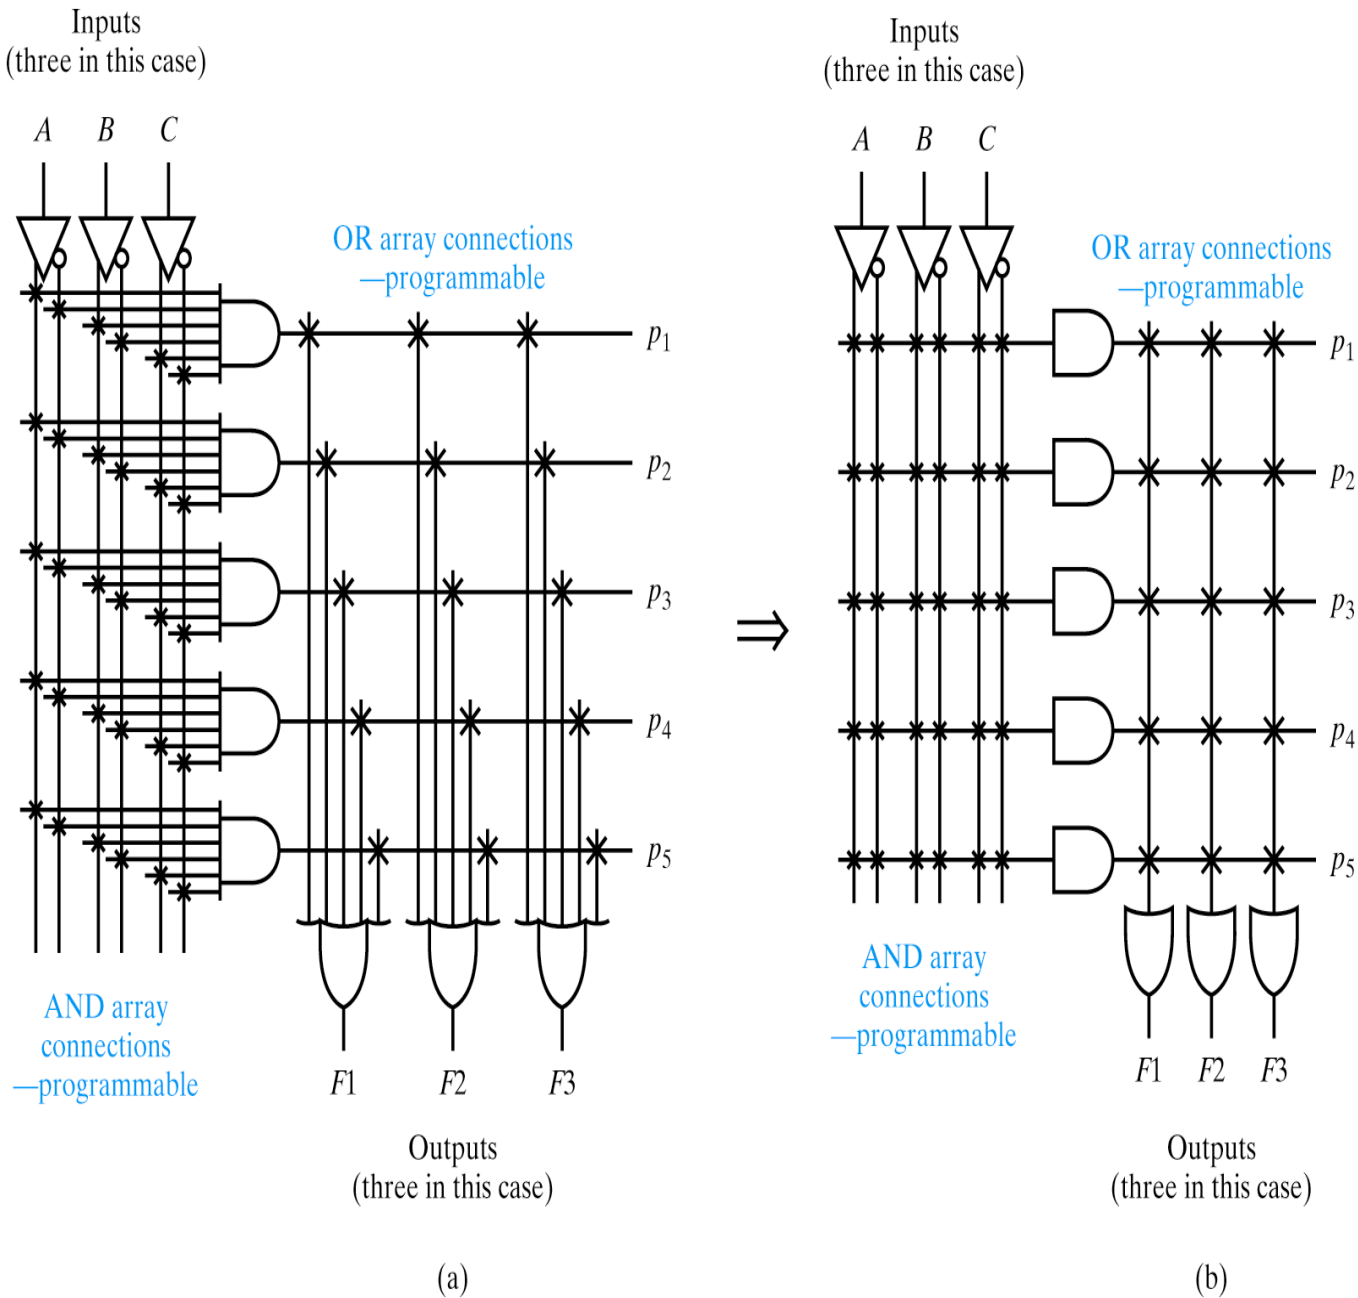 Inputs
(three in this case)
A B C
OR array connections
—programmable
p1
p2
p3
p4
p5
AND array
connections
—programmable
F1 F2 F3
Outputs
(three in this case)
(a)
Inputs
(three in this case)
A B C
OR array connections
—programmable
p1
p2
p3
p4
p5
AND array
connections
—programmable
F1 F2 F3
Outputs
(three in this case)
(b)